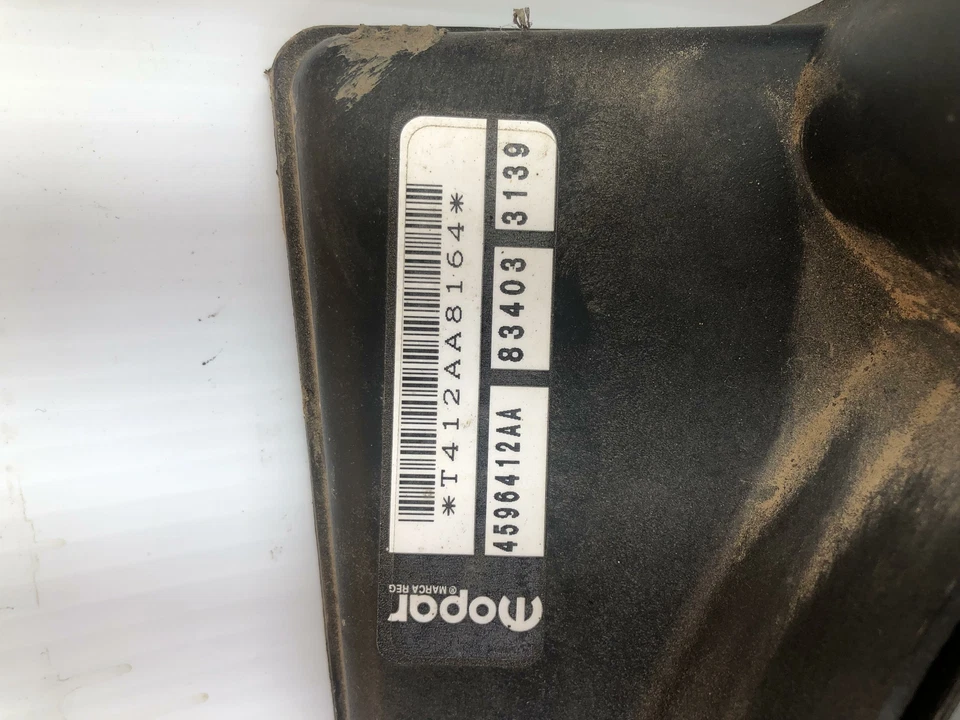 *T412AA8164*
4596412AA 83403 3139
mopar
® MARCA REG